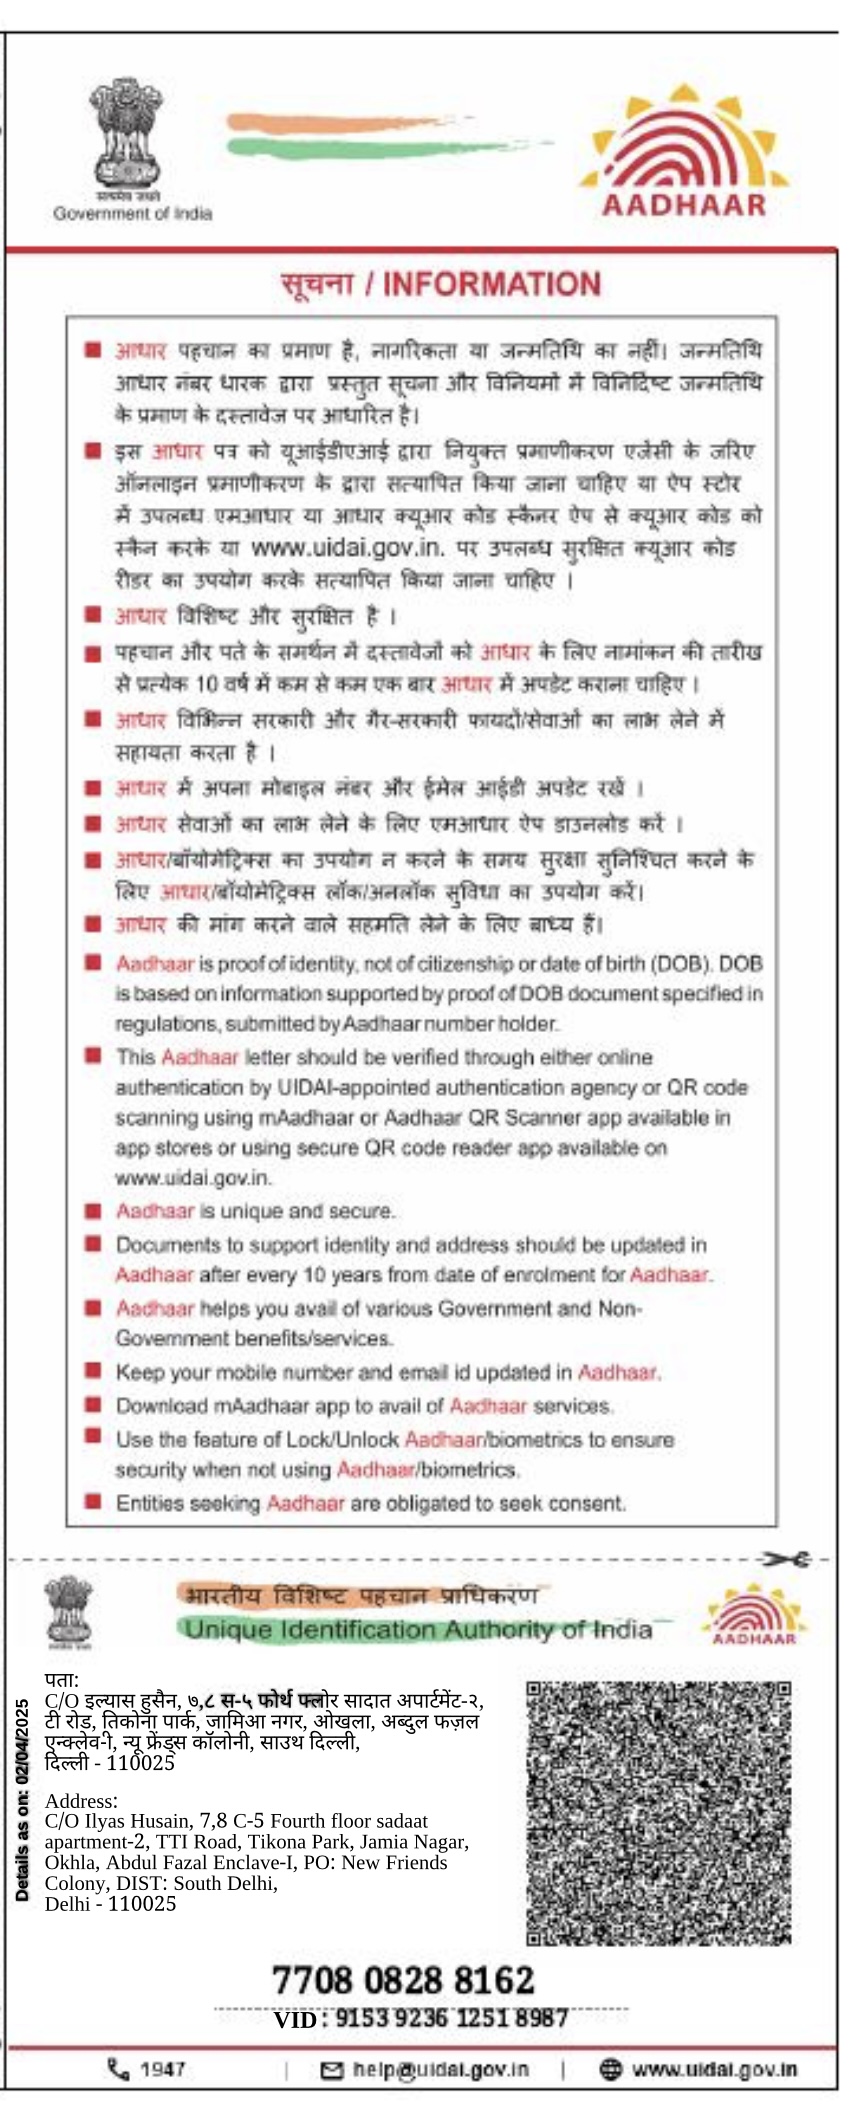 सत्यमेव जयते
Government of India
AADHAAR
सूचना / INFORMATION
आधार पहचान का प्रमाण है, नागरिकता या जन्मतिथि का नहीं। जन्मतिथि
आधार नंबर धारक द्वारा प्रस्तुत सूचना और विनियमों में विनिर्दिष्ट जन्मतिथि
के प्रमाण के दस्तावेज पर आधारित है।
इस आधार पत्र को यूआईडीएआई द्वारा नियुक्त प्रमाणीकरण एजेंसी के जरिए
ऑनलाइन प्रमाणीकरण के द्वारा सत्यापित किया जाना चाहिए या ऐप स्टोर
में उपलब्ध एमआधार या आधार क्यूआर कोड स्कैनर ऐप से क्यूआर कोड को
स्कैन करके या www.uidai.gov.in. पर उपलब्ध सुरक्षित क्यूआर कोड
रीडर का उपयोग करके सत्यापित किया जाना चाहिए ।
आधार विशिष्ट और सुरक्षित है ।
पहचान और पते के समर्थन में दस्तावेजों को आधार के लिए नामांकन की तारीख
से प्रत्येक 10 वर्ष में कम से कम एक बार आधार में अपडेट कराना चाहिए ।
आधार विभिन्न सरकारी और गैर-सरकारी फायदों/सेवाओं का लाभ लेने में
सहायता करता है ।
आधार में अपना मोबाइल नंबर और ईमेल आईडी अपडेट रखें ।
आधार सेवाओं का लाभ लेने के लिए एमआधार ऐप डाउनलोड करें ।
आधार/बॉयोमेट्रिक्स का उपयोग न करने के समय सुरक्षा सुनिश्चित करने के
लिए आधार/बॉयोमेट्रिक्स लॉक/अनलॉक सुविधा का उपयोग करें।
आधार की मांग करने वाले सहमति लेने के लिए बाध्य हैं।
Aadhaar is proof of identity, not of citizenship or date of birth (DOB). DOB
is based on information supported by proof of DOB document specified in
regulations, submitted by Aadhaar number holder.
This Aadhaar letter should be verified through either online
authentication by UIDAI-appointed authentication agency or QR code
scanning using mAadhaar or Aadhaar QR Scanner app available in
app stores or using secure QR code reader app available on
www.uidai.gov.in.
Aadhaar is unique and secure.
Documents to support identity and address should be updated in
Aadhaar after every 10 years from date of enrolment for Aadhaar.
Aadhaar helps you avail of various Government and Non-
Government benefits/services.
Keep your mobile number and email id updated in Aadhaar.
Download mAadhaar app to avail of Aadhaar services.
Use the feature of Lock/Unlock Aadhaar/biometrics to ensure
security when not using Aadhaar/biometrics.
Entities seeking Aadhaar are obligated to seek consent.
भारतीय विशिष्ट पहचान प्राधिकरण
Unique Identification Authority of India
AADHAAR
Details as on: 02/04/2025
पता:
C/O इल्यास हुसैन, ७,८ स-५ फोर्थ फ्लोर सादात अपार्टमेंट-२,
टी रोड, तिकोना पार्क, जामिआ नगर, ओखला, अब्दुल फज़ल
एन्क्लेव-ी, न्यू फ्रेंड्स कॉलोनी, साउथ दिल्ली,
दिल्ली - 110025
Address:
C/O Ilyas Husain, 7,8 C-5 Fourth floor sadaat
apartment-2, TTI Road, Tikona Park, Jamia Nagar,
Okhla, Abdul Fazal Enclave-I, PO: New Friends
Colony, DIST: South Delhi,
Delhi - 110025
7708 0828 8162
VID : 9153 9236 1251 8987
1947 | help@uidai.gov.in | www.uidai.gov.in